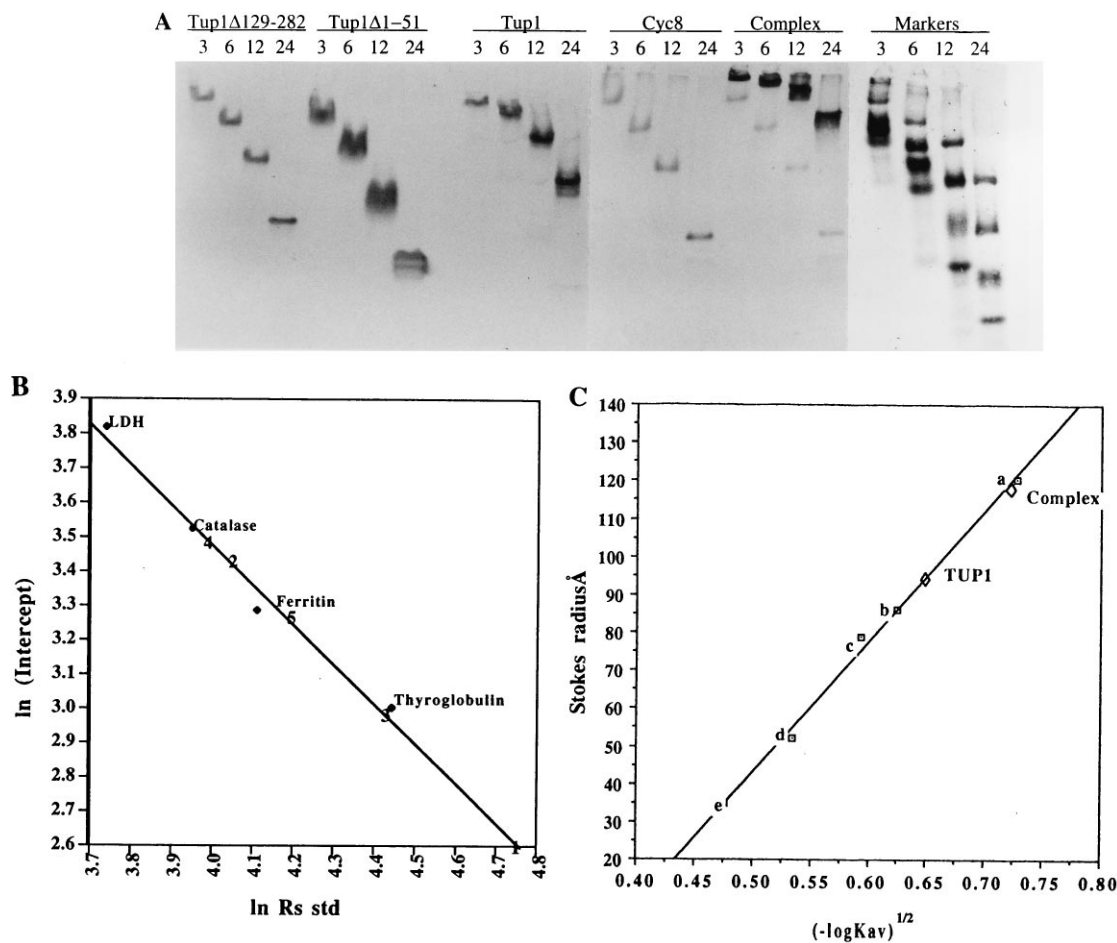 A
Tup1Δ129-282 Tup1Δ1-51 Tup1 Cyc8 Complex Markers
3 6 12 24 3 6 12 24 3 6 12 24 3 6 12 24 3 6 12 24 3 6 12 24
B
3.9
3.8
3.7
3.6
3.5
3.4
3.3
3.2
3.1
3.0
2.9
2.8
2.7
2.6
ln (Intercept)
LDH
Catalase
4
2
Ferritin
5
Thyroglobulin
3
1
3.7 3.8 3.9 4.0 4.1 4.2 4.3 4.4 4.5 4.6 4.7 4.8
ln Rs std
C
140
130
120
110
100
90
80
70
60
50
40
30
20
Stokes radiusÅ
a
Complex
TUP1
b
c
d
e
0.40 0.45 0.50 0.55 0.60 0.65 0.70 0.75 0.80
(-logKav)1/2